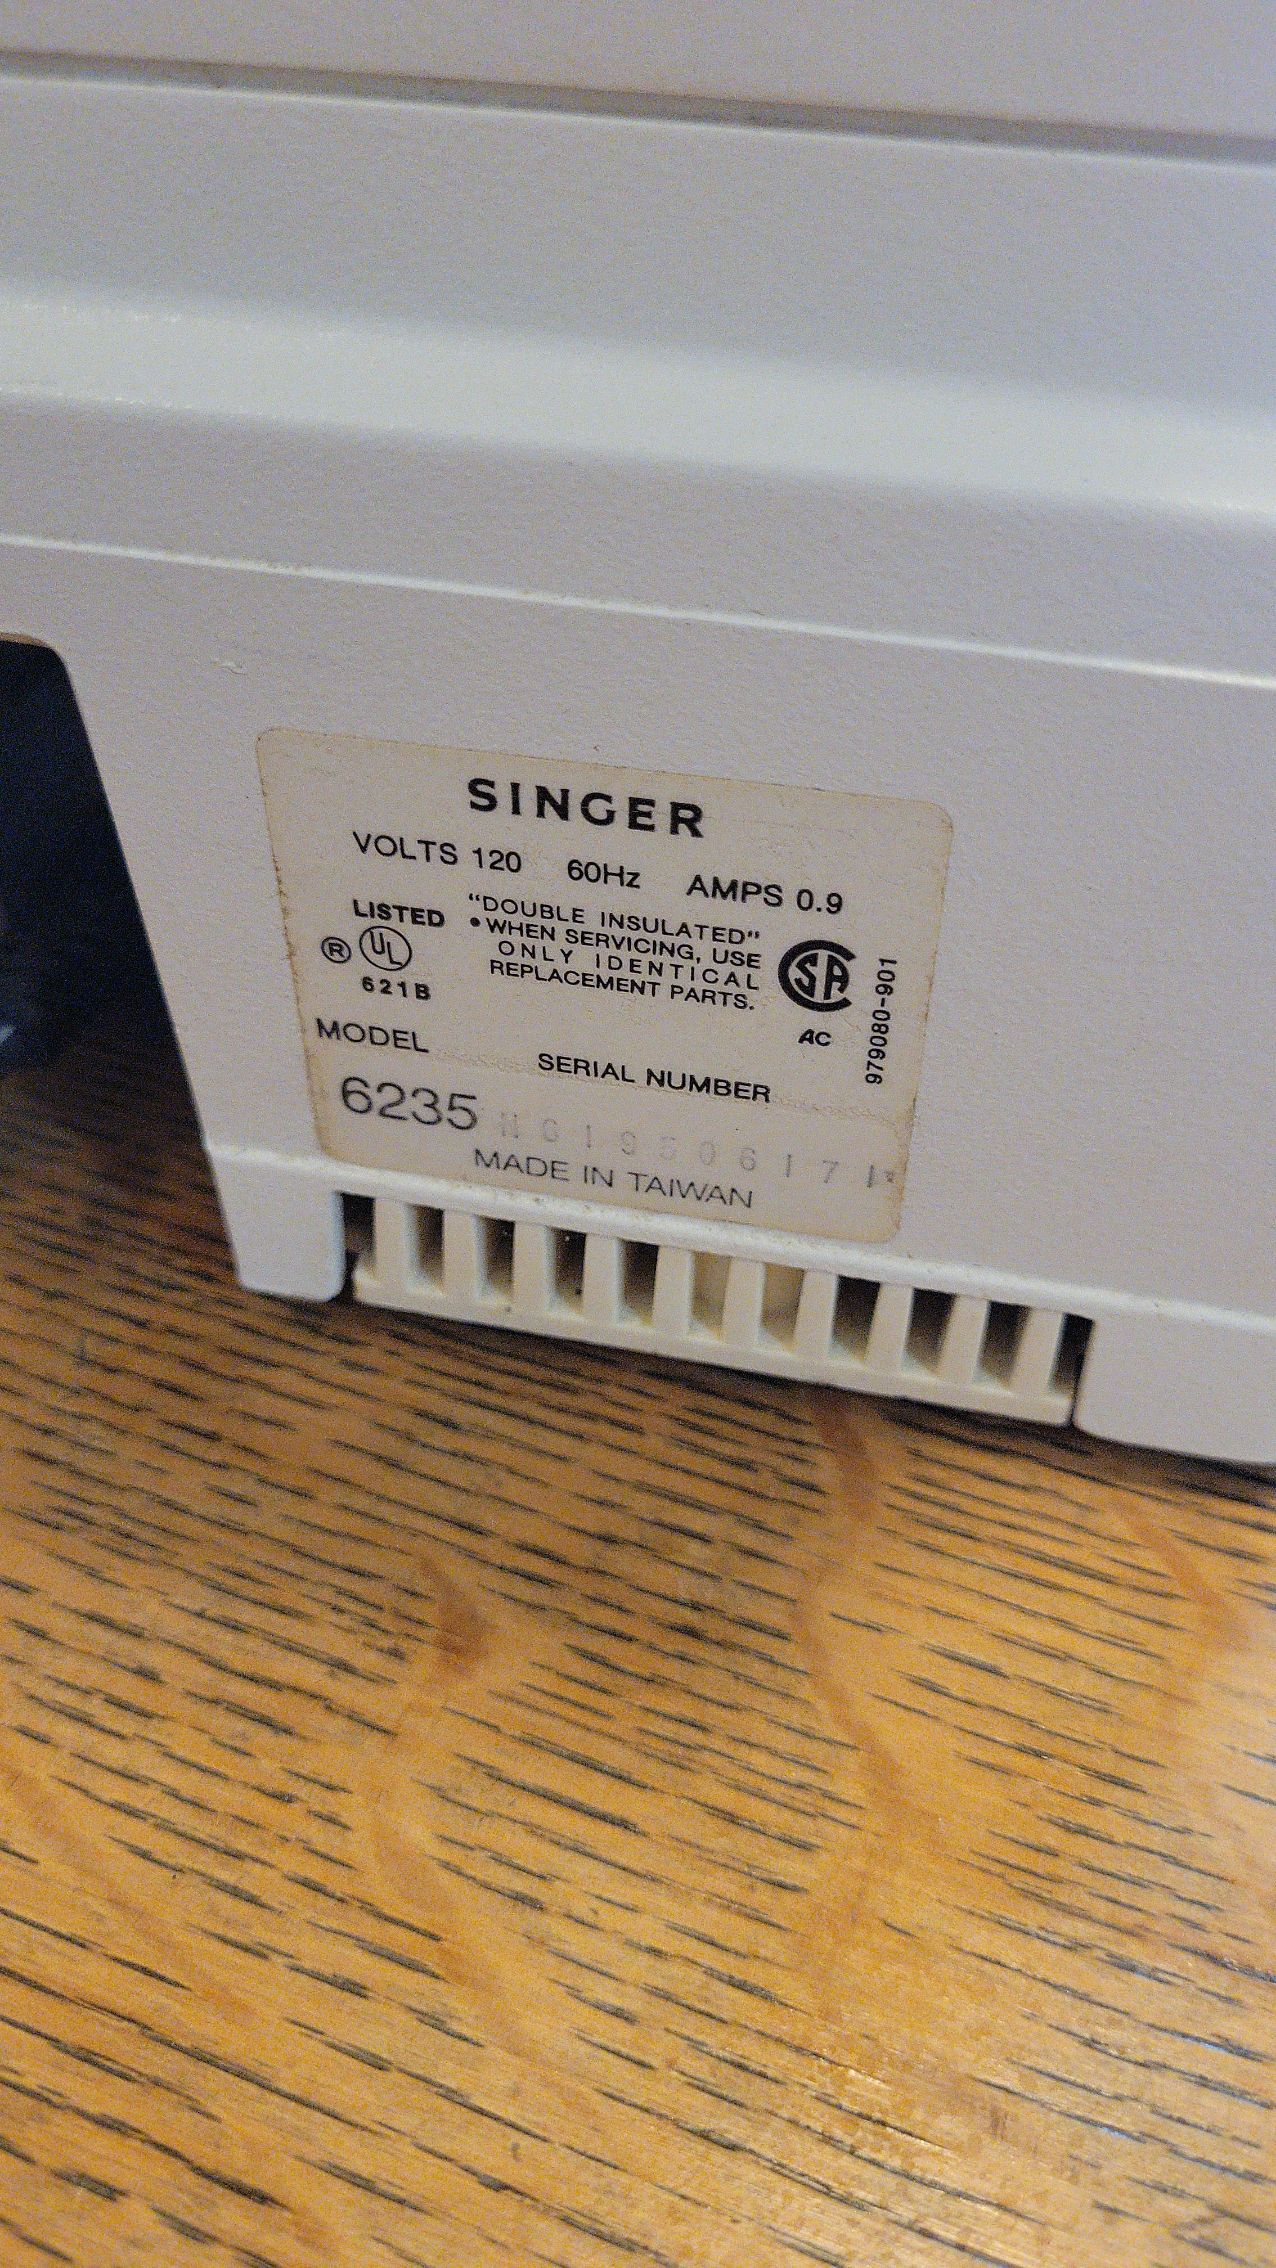 SINGER
VOLTS 120 60Hz AMPS 0.9
LISTED
® UL
621B
"DOUBLE INSULATED"
• WHEN SERVICING, USE
ONLY IDENTICAL
REPLACEMENT PARTS.
SA
AC
979080-901
MODEL
6235
SERIAL NUMBER
MADE IN TAIWAN